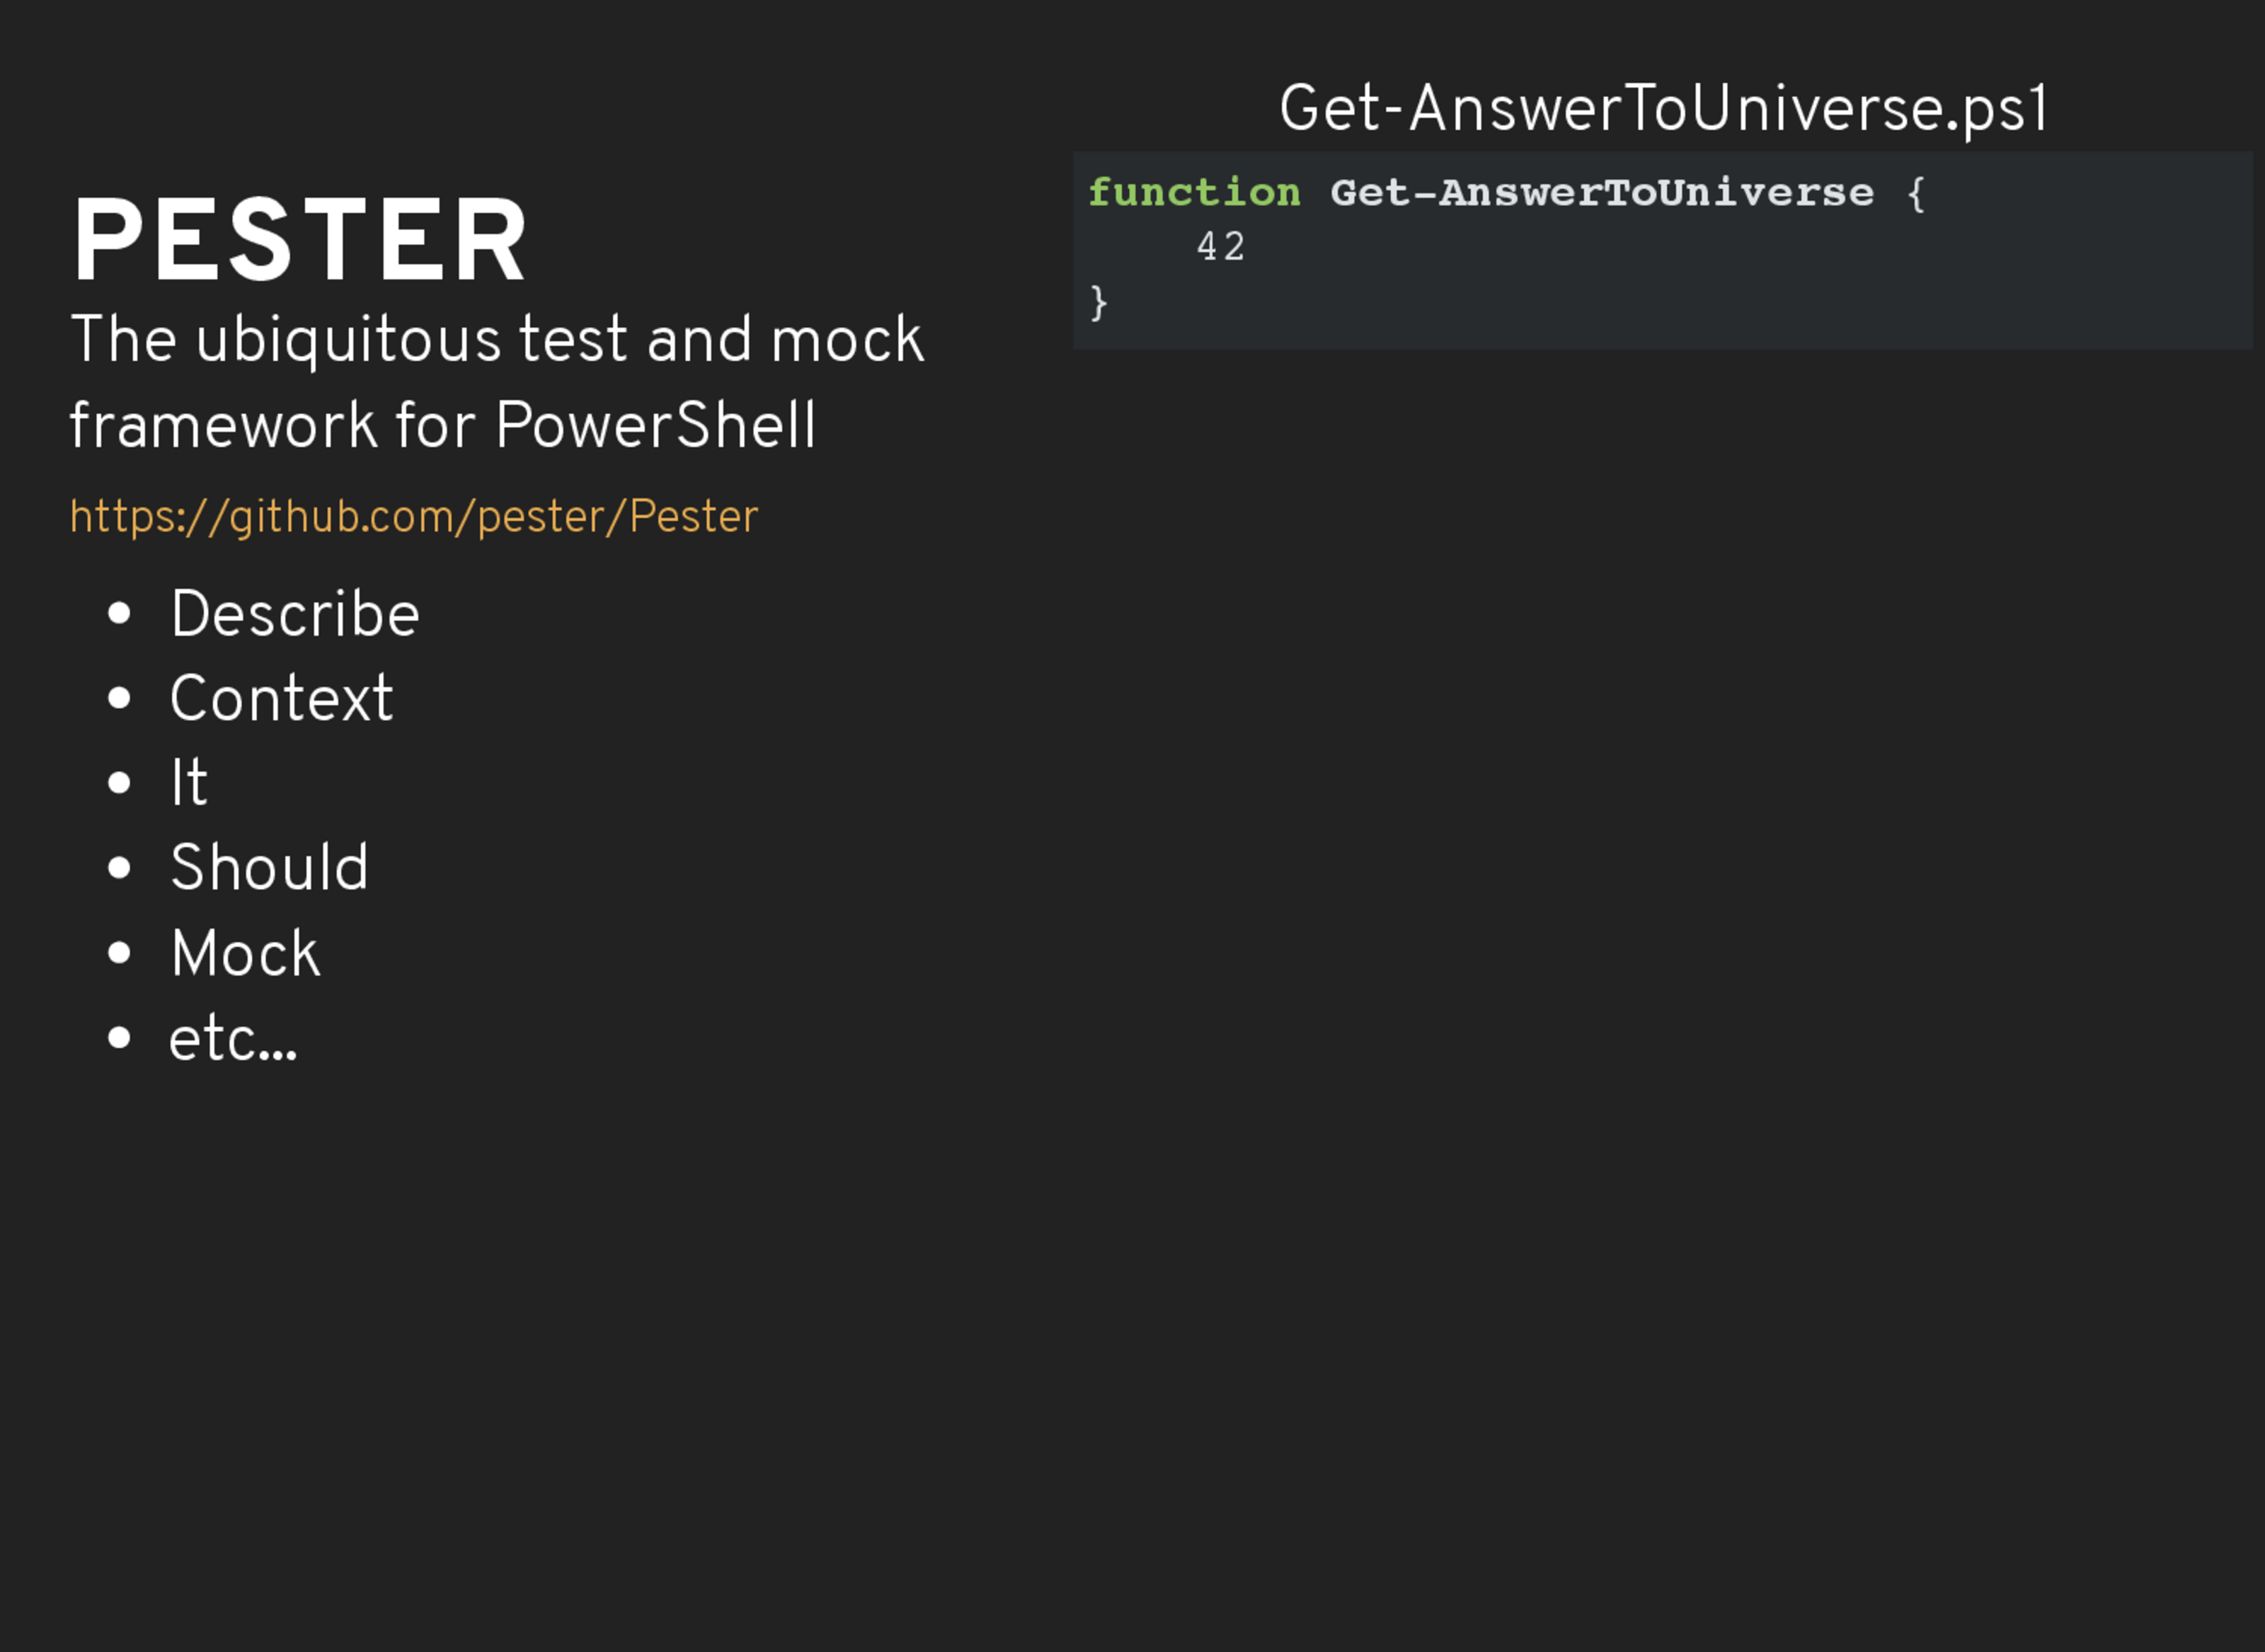 PESTER
The ubiquitous test and mock
framework for PowerShell
https://github.com/pester/Pester
• Describe
• Context
• It
• Should
• Mock
• etc...
Get-AnswerToUniverse.ps1
function Get-AnswerToUniverse {
    42
}